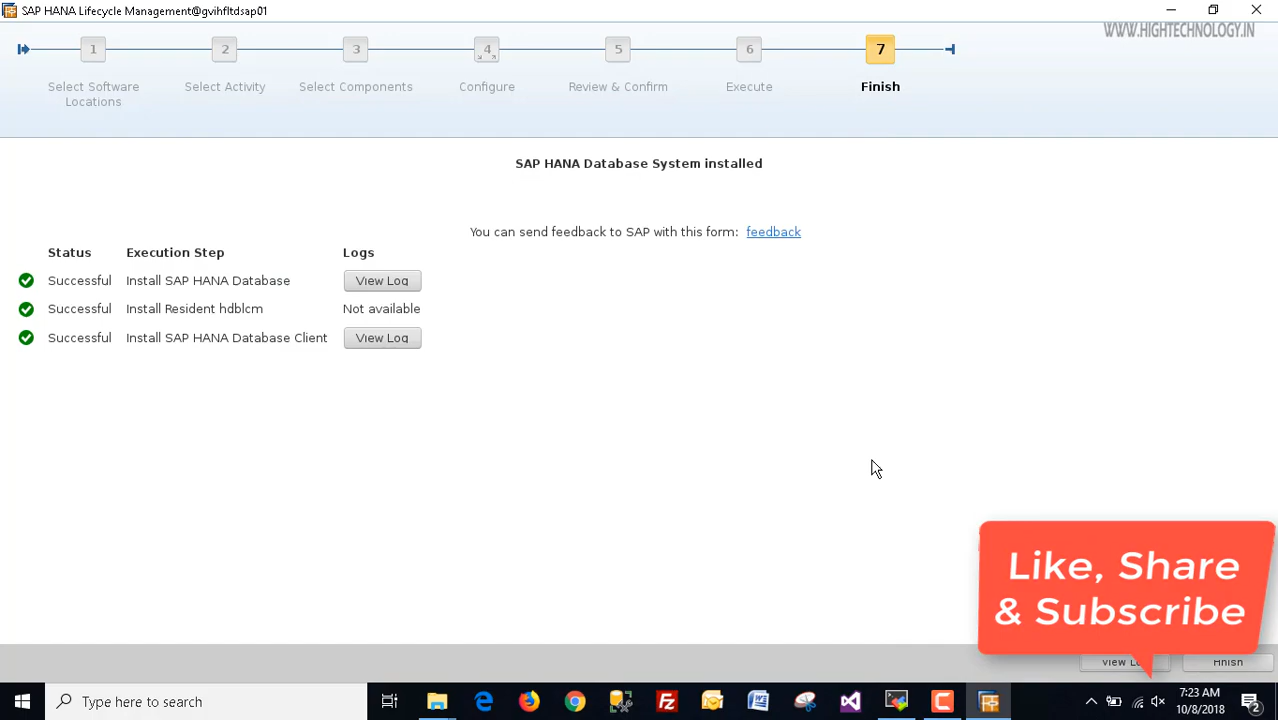 SAP HANA Lifecycle Management@gvihfltdsap01
WWW.HIGHTECHNOLOGY.IN
1 2 3 4 5 6 7
Select Software Locations Select Activity Select Components Configure Review & Confirm Execute Finish
SAP HANA Database System installed
You can send feedback to SAP with this form: feedback
Status Execution Step Logs
Successful Install SAP HANA Database View Log
Successful Install Resident hdblcm Not available
Successful Install SAP HANA Database Client View Log
Like, Share
& Subscribe
View Finish
Type here to search
7:23 AM
10/8/2018
2